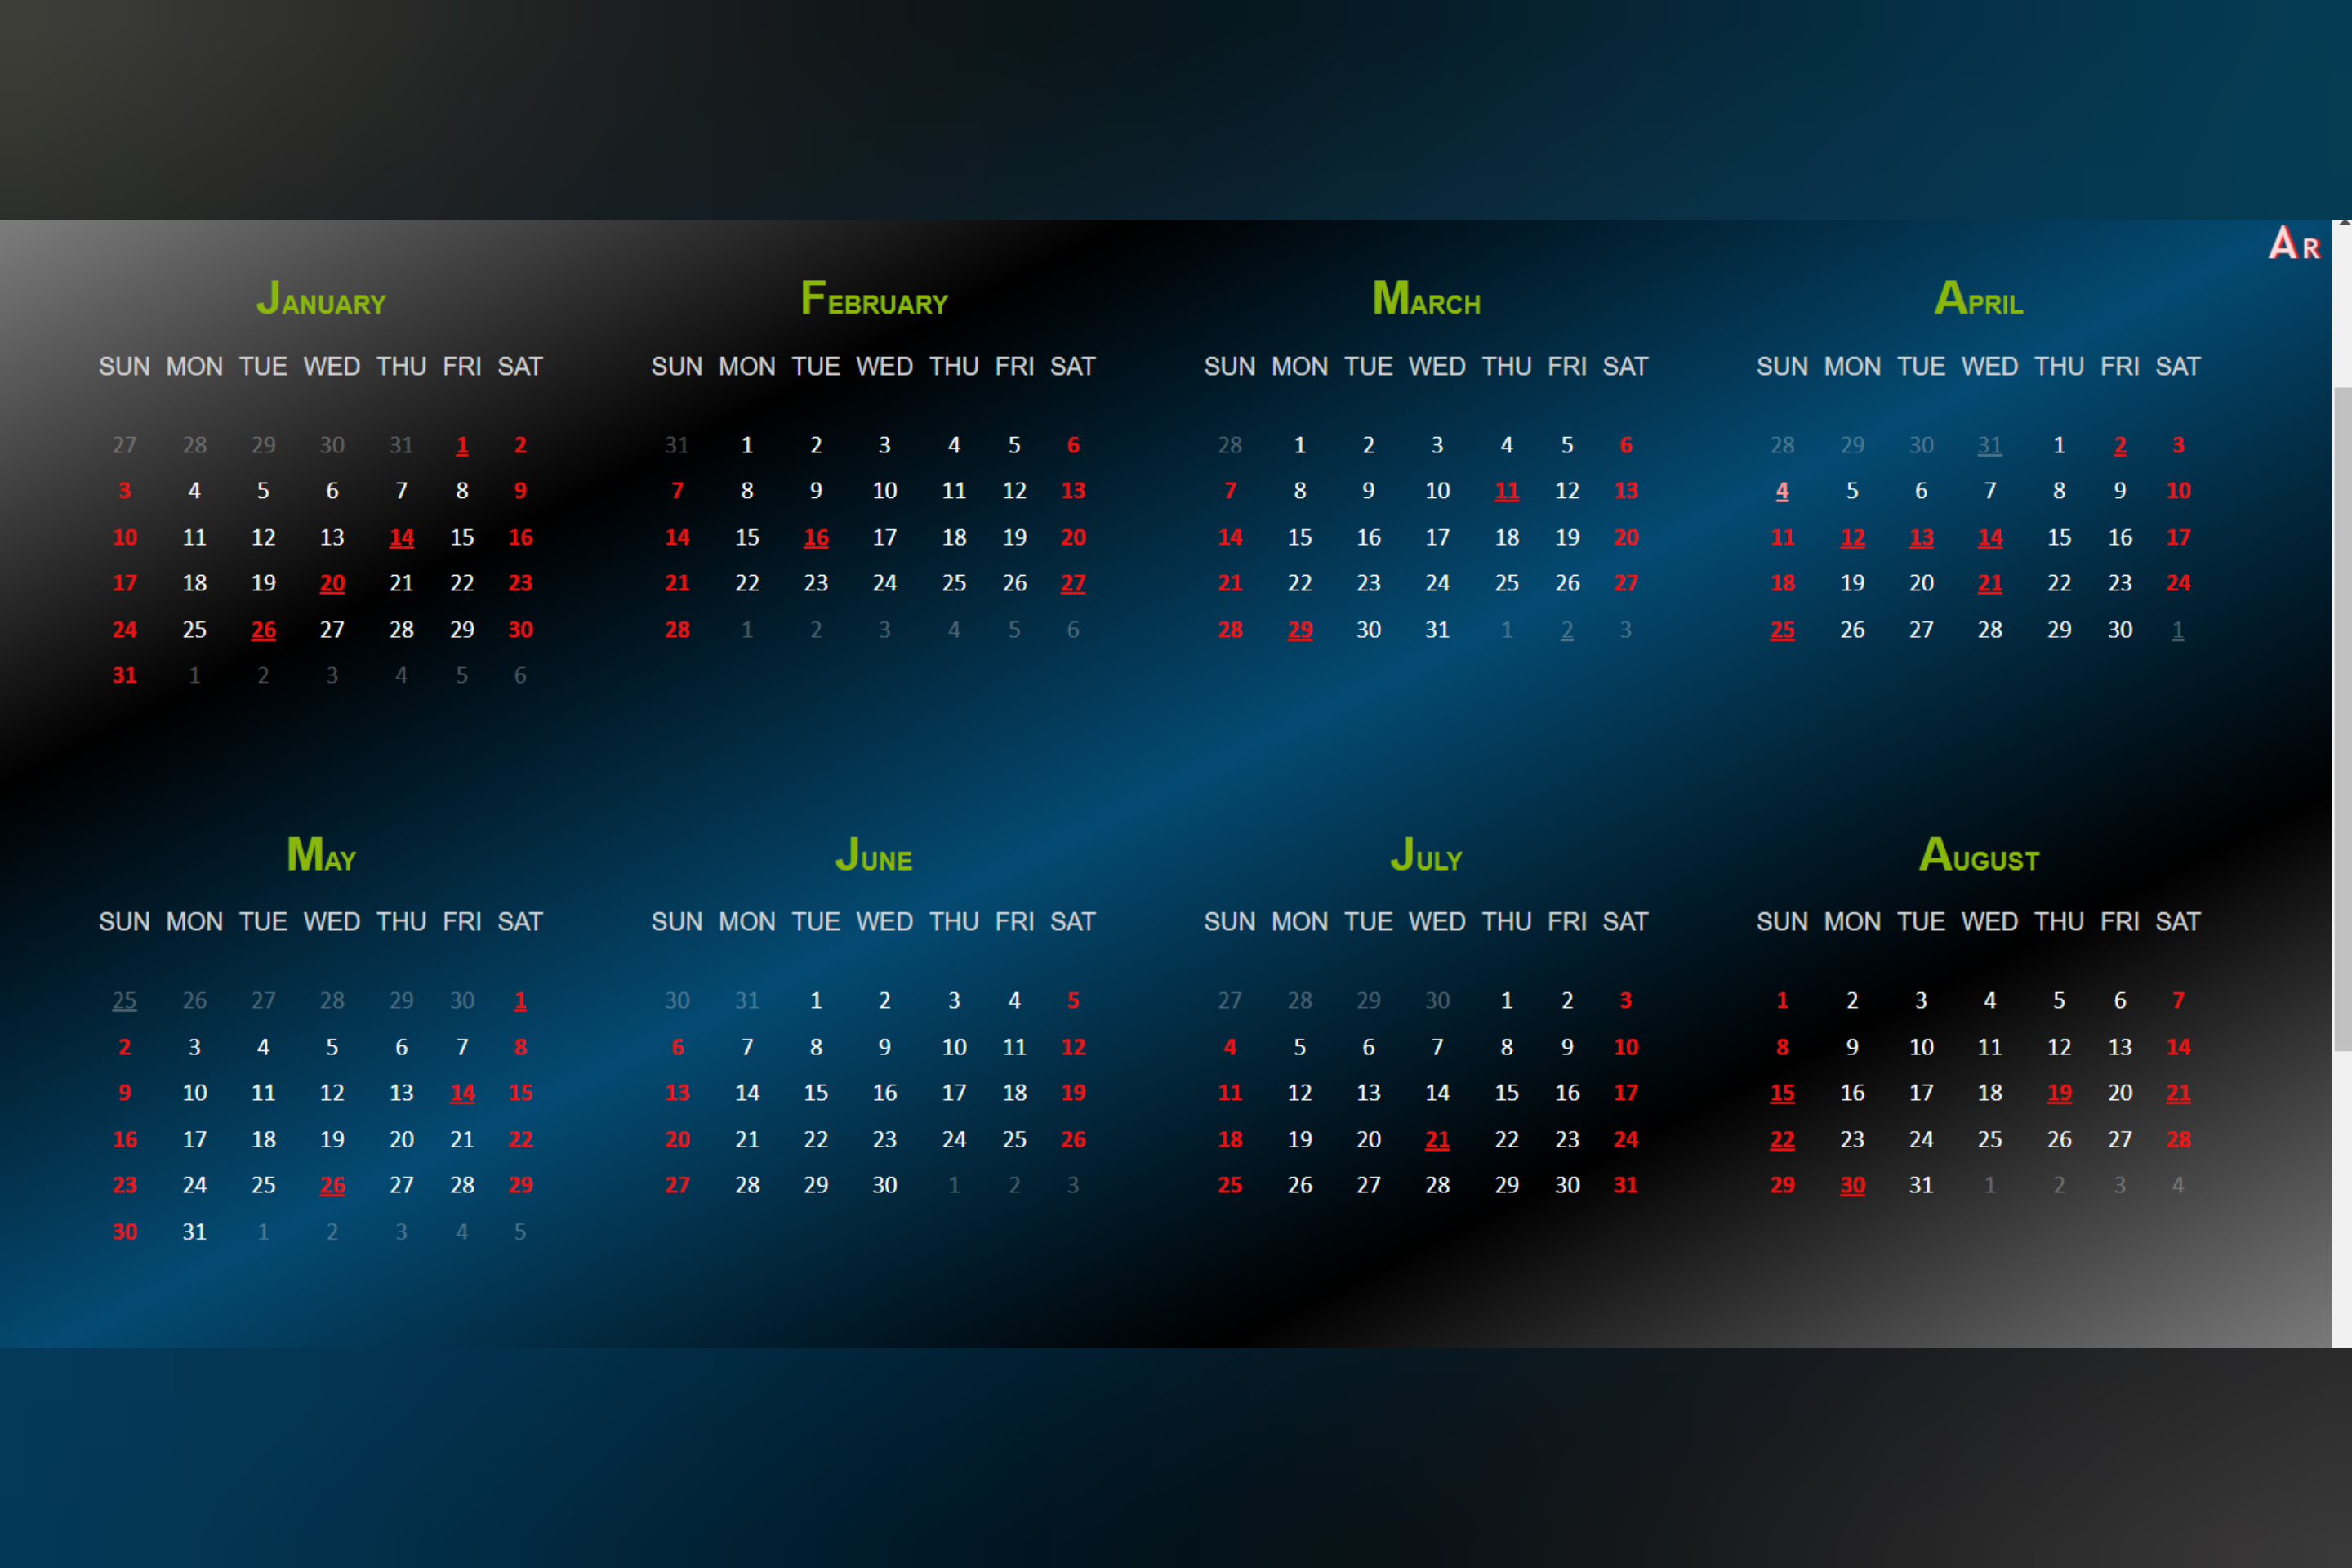 AR
JANUARY FEBRUARY MARCH APRIL
SUN MON TUE WED THU FRI SAT SUN MON TUE WED THU FRI SAT SUN MON TUE WED THU FRI SAT SUN MON TUE WED THU FRI SAT
27 28 29 30 31 1 2 31 1 2 3 4 5 6 28 1 2 3 4 5 6 28 29 30 31 1 2 3
3 4 5 6 7 8 9 7 8 9 10 11 12 13 7 8 9 10 11 12 13 4 5 6 7 8 9 10
10 11 12 13 14 15 16 14 15 16 17 18 19 20 14 15 16 17 18 19 20 11 12 13 14 15 16 17
17 18 19 20 21 22 23 21 22 23 24 25 26 27 21 22 23 24 25 26 27 18 19 20 21 22 23 24
24 25 26 27 28 29 30 28 1 2 3 4 5 6 28 29 30 31 1 2 3 25 26 27 28 29 30 1
31 1 2 3 4 5 6
MAY JUNE JULY AUGUST
SUN MON TUE WED THU FRI SAT SUN MON TUE WED THU FRI SAT SUN MON TUE WED THU FRI SAT SUN MON TUE WED THU FRI SAT
25 26 27 28 29 30 1 30 31 1 2 3 4 5 27 28 29 30 1 2 3 1 2 3 4 5 6 7
2 3 4 5 6 7 8 6 7 8 9 10 11 12 4 5 6 7 8 9 10 8 9 10 11 12 13 14
9 10 11 12 13 14 15 13 14 15 16 17 18 19 11 12 13 14 15 16 17 15 16 17 18 19 20 21
16 17 18 19 20 21 22 20 21 22 23 24 25 26 18 19 20 21 22 23 24 22 23 24 25 26 27 28
23 24 25 26 27 28 29 27 28 29 30 1 2 3 25 26 27 28 29 30 31 29 30 31 1 2 3 4
30 31 1 2 3 4 5